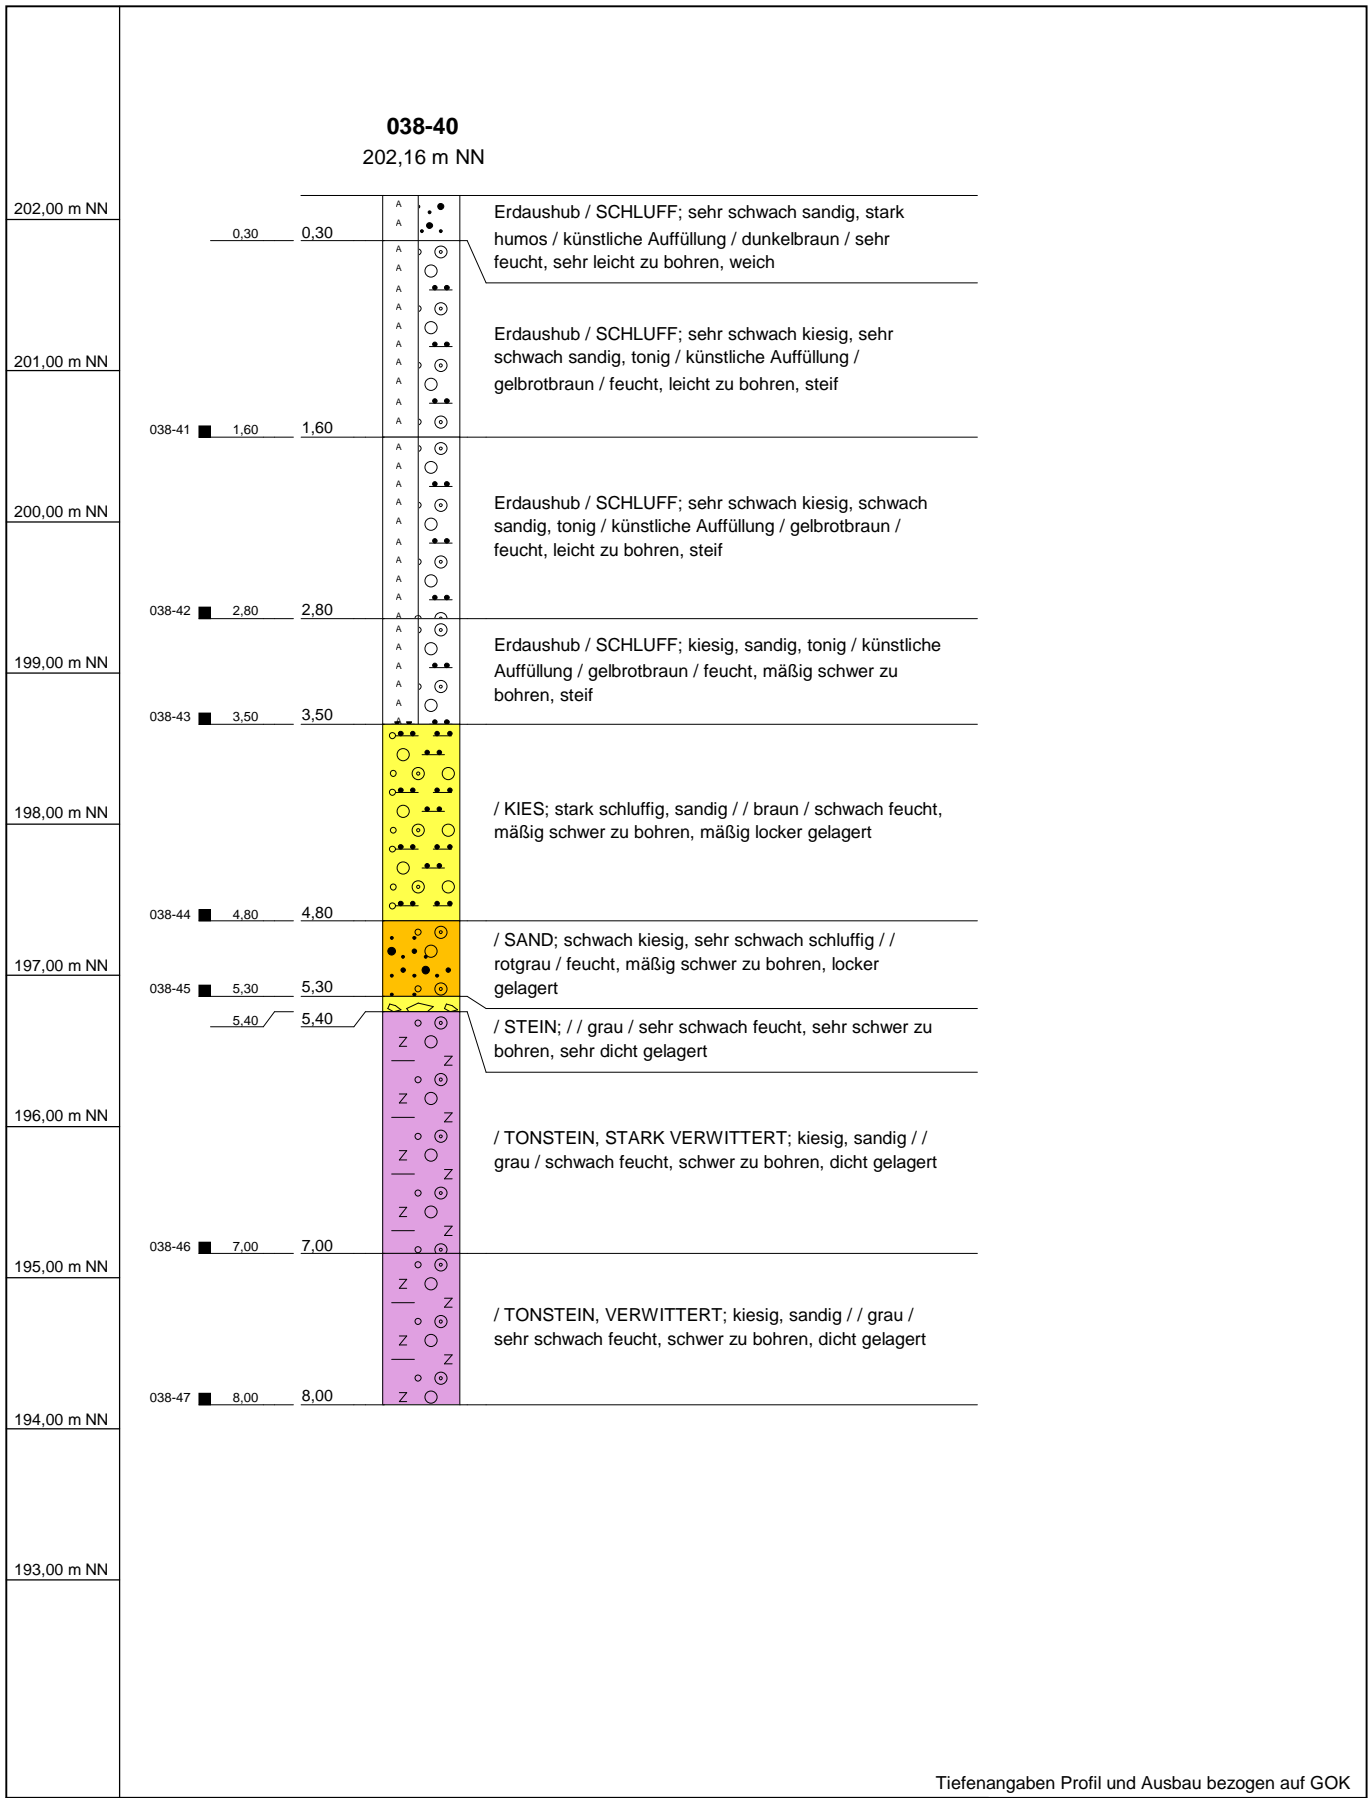 038-40
202,16 m NN
202,00 m NN
A
A
Erdaushub / SCHLUFF; sehr schwach sandig, stark
humos / künstliche Auffüllung / dunkelbraun / sehr
feucht, sehr leicht zu bohren, weich
0,30 0,30
A
A
A
A
A
A
A
A
A
A
Erdaushub / SCHLUFF; sehr schwach kiesig, sehr
schwach sandig, tonig / künstliche Auffüllung /
gelbrotbraun / feucht, leicht zu bohren, steif
201,00 m NN
038-41 1,60 1,60
A
A
A
A
A
A
A
A
A
A
Erdaushub / SCHLUFF; sehr schwach kiesig, schwach
sandig, tonig / künstliche Auffüllung / gelbrotbraun /
feucht, leicht zu bohren, steif
200,00 m NN
038-42 2,80 2,80
A
A
A
A
A
A
Erdaushub / SCHLUFF; kiesig, sandig, tonig / künstliche
Auffüllung / gelbrotbraun / feucht, mäßig schwer zu
bohren, steif
199,00 m NN
038-43 3,50 3,50
/ KIES; stark schluffig, sandig / / braun / schwach feucht,
mäßig schwer zu bohren, mäßig locker gelagert
198,00 m NN
038-44 4,80 4,80
/ SAND; schwach kiesig, sehr schwach schluffig / /
rotgrau / feucht, mäßig schwer zu bohren, locker
gelagert
197,00 m NN
038-45 5,30 5,30
5,40 5,40
/ STEIN; / / grau / sehr schwach feucht, sehr schwer zu
bohren, sehr dicht gelagert
Z
Z
Z
Z
Z
Z
Z
Z
/ TONSTEIN, STARK VERWITTERT; kiesig, sandig / /
grau / schwach feucht, schwer zu bohren, dicht gelagert
196,00 m NN
038-46 7,00 7,00
195,00 m NN
Z
Z
Z
Z
Z
/ TONSTEIN, VERWITTERT; kiesig, sandig / / grau /
sehr schwach feucht, schwer zu bohren, dicht gelagert
038-47 8,00 8,00
194,00 m NN
193,00 m NN
Tiefenangaben Profil und Ausbau bezogen auf GOK